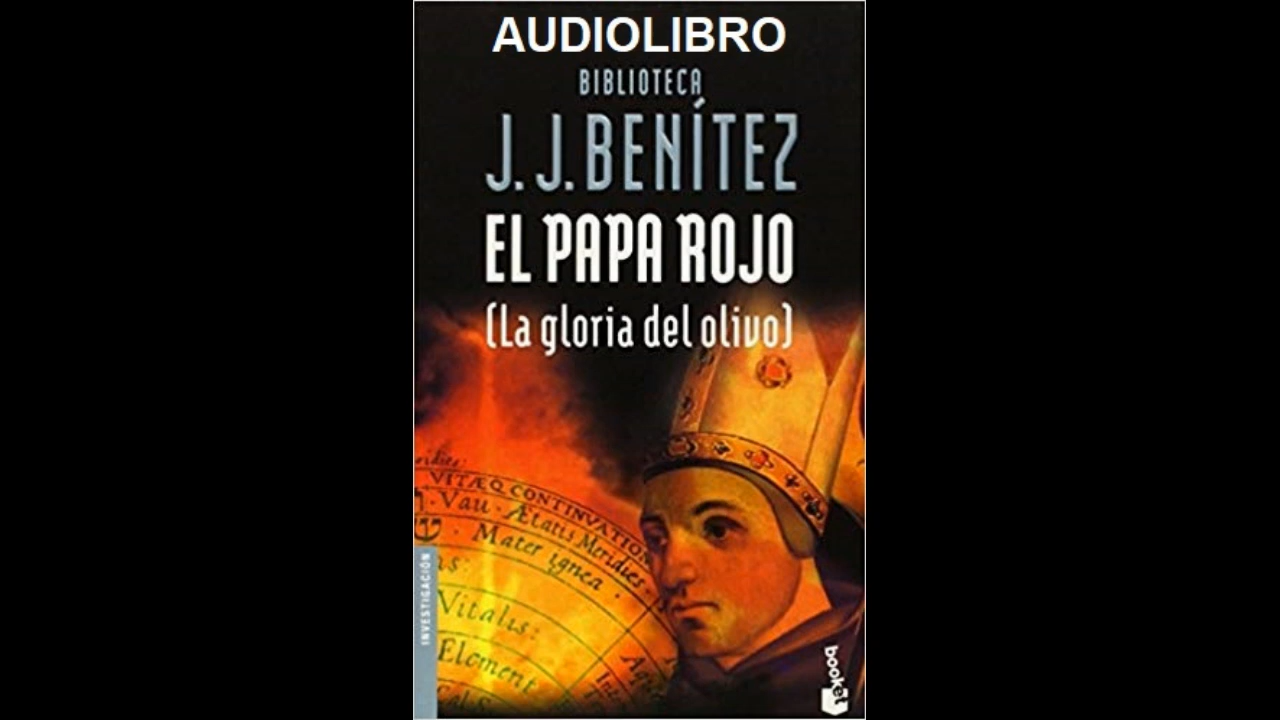 AUDIOLIBRO
BIBLIOTECA
J. J. BENÍTEZ
EL PAPA ROJO
(La gloria del olivo)
VITÆQ CONTINVATIO
Vau · Ætatis Meridies
Mater ignea ·
Vitalis:
Element
INVESTIGACIÓN
booket